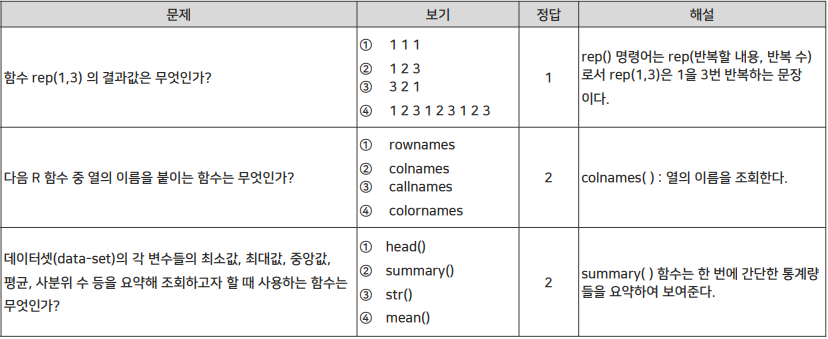 문제 보기 정답 해설
함수 rep(1,3) 의 결과값은 무엇인가?
① 1 1 1
② 1 2 3
③ 3 2 1
④ 1 2 3 1 2 3 1 2 3
1
rep() 명령어는 rep(반복할 내용, 반복 수)
로서 rep(1,3)은 1을 3번 반복하는 문장
이다.
다음 R 함수 중 열의 이름을 붙이는 함수는 무엇인가?
① rownames
② colnames
③ callnames
④ colornames
2
colnames( ) : 열의 이름을 조회한다.
데이터셋(data-set)의 각 변수들의 최소값, 최대값, 중앙값,
평균, 사분위 수 등을 요약해 조회하고자 할 때 사용하는 함수는
무엇인가?
① head()
② summary()
③ str()
④ mean()
2
summary( ) 함수는 한 번에 간단한 통계량
들을 요약하여 보여준다.